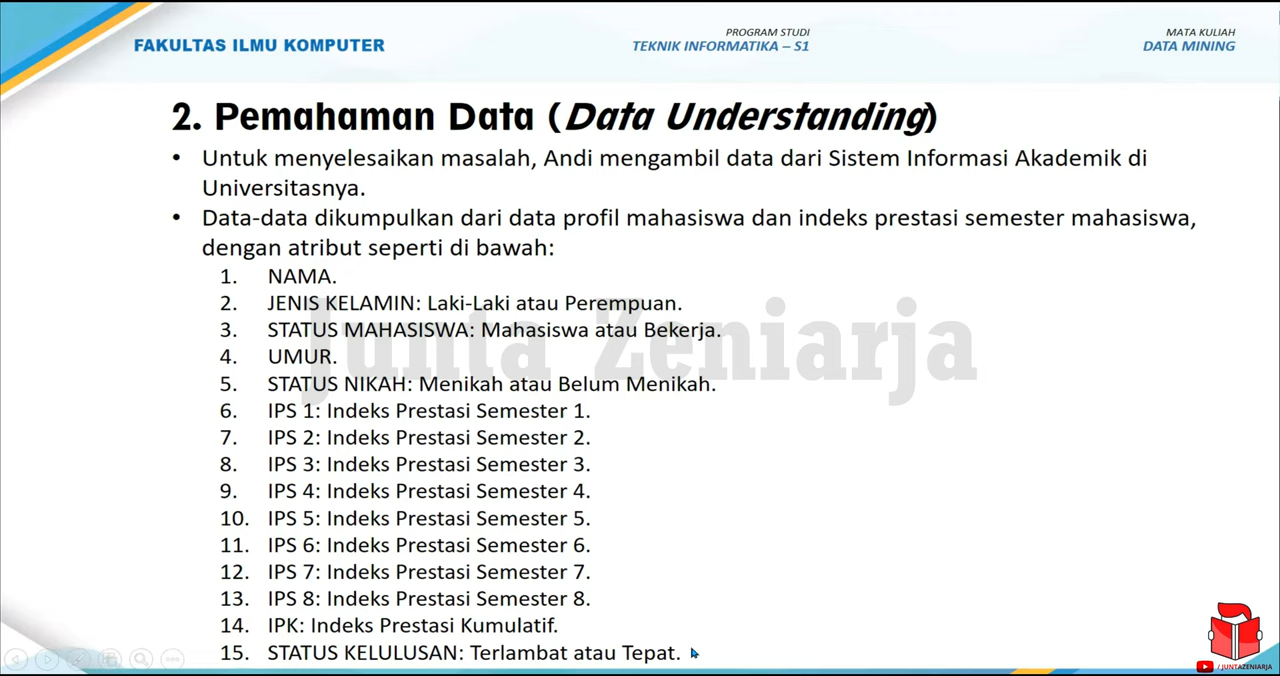 FAKULTAS ILMU KOMPUTER
PROGRAM STUDI
TEKNIK INFORMATIKA – S1
MATA KULIAH
DATA MINING
2. Pemahaman Data (Data Understanding)
• Untuk menyelesaikan masalah, Andi mengambil data dari Sistem Informasi Akademik di
Universitasnya.
• Data-data dikumpulkan dari data profil mahasiswa dan indeks prestasi semester mahasiswa,
dengan atribut seperti di bawah:
1. NAMA.
2. JENIS KELAMIN: Laki-Laki atau Perempuan.
3. STATUS MAHASISWA: Mahasiswa atau Bekerja.
4. UMUR.
5. STATUS NIKAH: Menikah atau Belum Menikah.
6. IPS 1: Indeks Prestasi Semester 1.
7. IPS 2: Indeks Prestasi Semester 2.
8. IPS 3: Indeks Prestasi Semester 3.
9. IPS 4: Indeks Prestasi Semester 4.
10. IPS 5: Indeks Prestasi Semester 5.
11. IPS 6: Indeks Prestasi Semester 6.
12. IPS 7: Indeks Prestasi Semester 7.
13. IPS 8: Indeks Prestasi Semester 8.
14. IPK: Indeks Prestasi Kumulatif.
15. STATUS KELULUSAN: Terlambat atau Tepat.
Junta Zeniarja
/ JUNTAZENIARJA